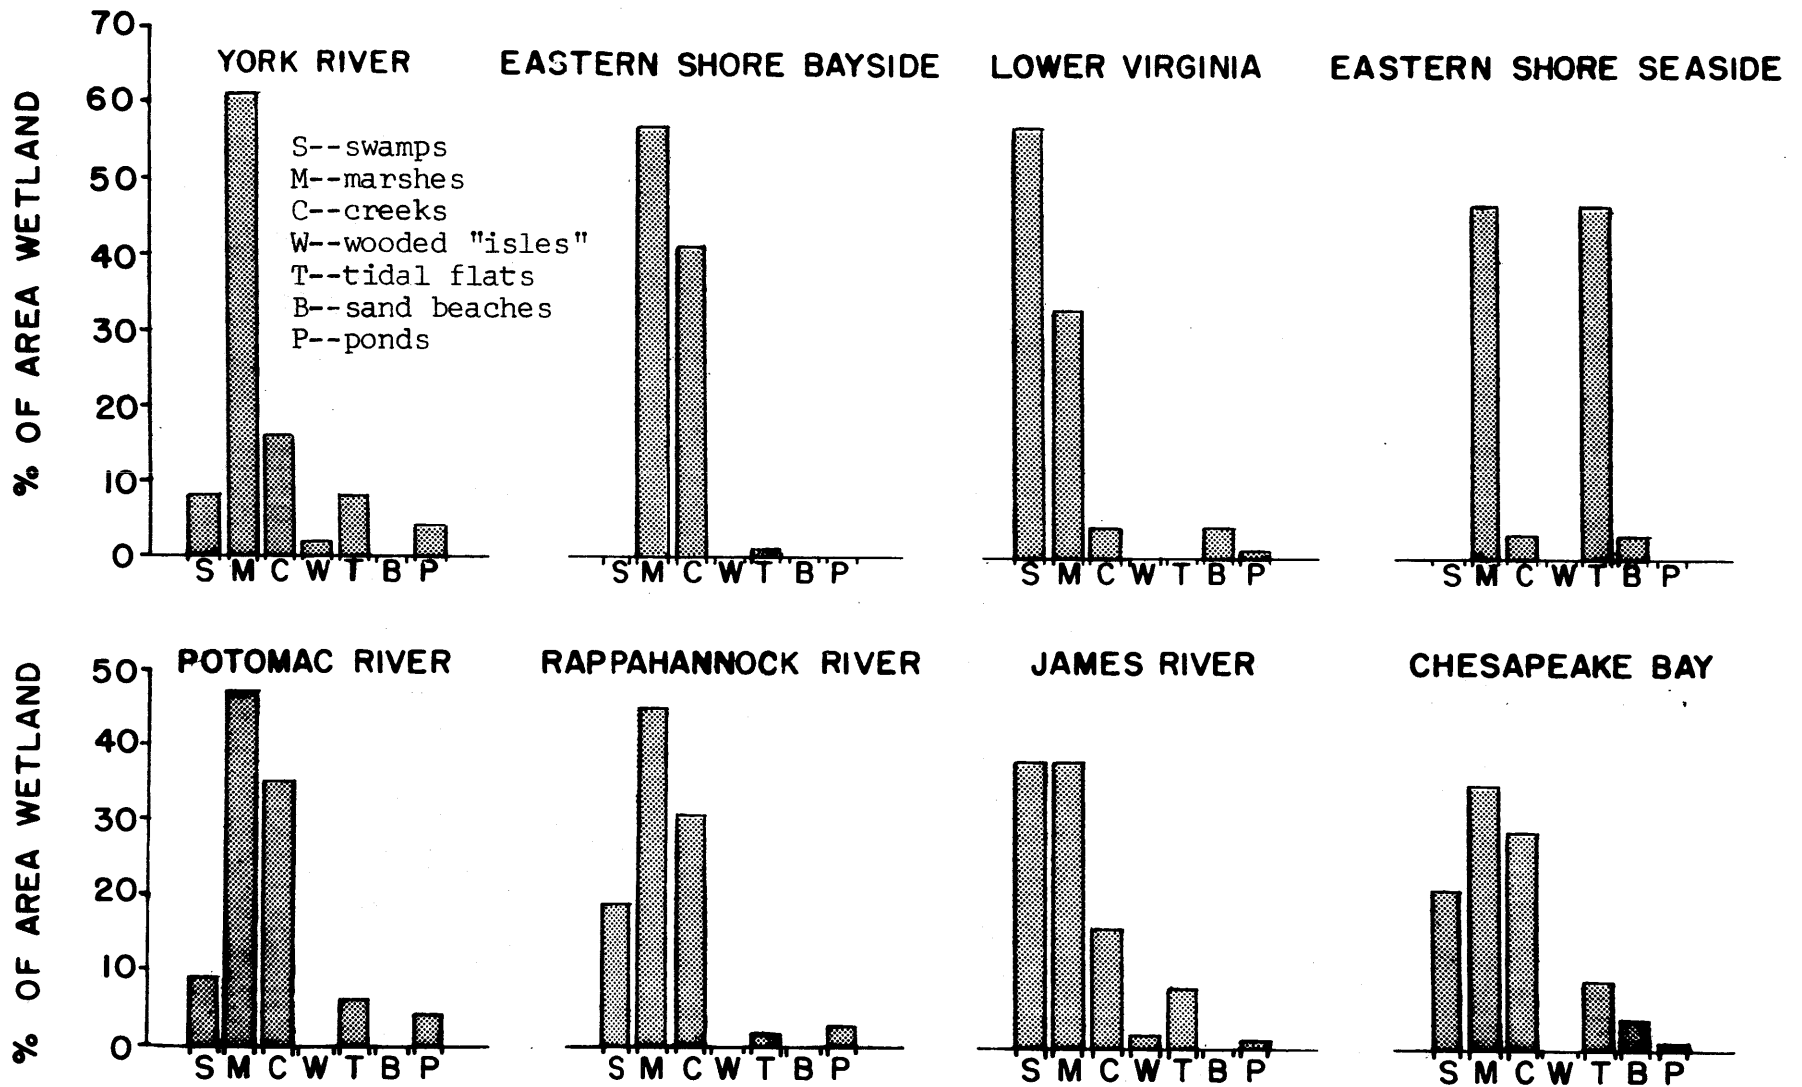 % OF AREA WETLAND
70
60
50
40
30
20
10
0
YORK RIVER
S--swamps
M--marshes
C--creeks
W--wooded "isles"
T--tidal flats
B--sand beaches
P--ponds
S M C W T B P
EASTERN SHORE BAYSIDE
S M C W T B P
LOWER VIRGINIA
S M C W T B P
EASTERN SHORE SEASIDE
S M C W T B P
% OF AREA WETLAND
50
40
30
20
10
0
POTOMAC RIVER
S M C W T B P
RAPPAHANNOCK RIVER
S M C W T B P
JAMES RIVER
S M C W T B P
CHESAPEAKE BAY
S M C W T B P